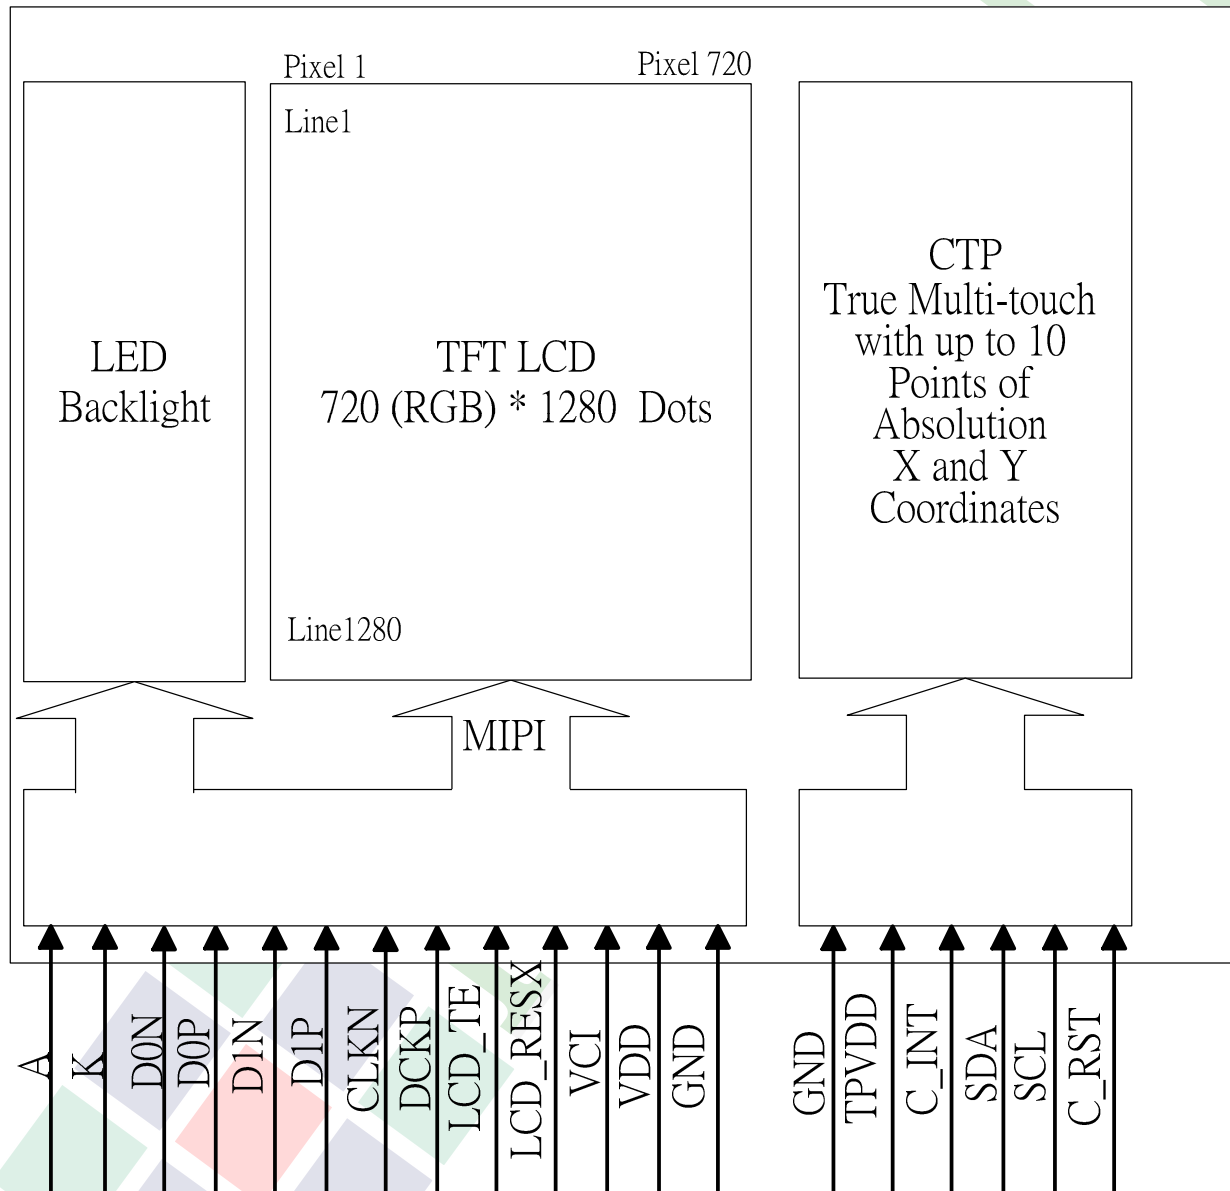 Pixel 1
Pixel 720
Line1
LED
Backlight
TFT LCD
720 (RGB) * 1280 Dots
Line1280
CTP
True Multi-touch
with up to 10
Points of
Absolution
X and Y
Coordinates
MIPI
A
K
D0N
D0P
D1N
D1P
CLKN
DCKP
LCD_TE
LCD_RESX
VCI
VDD
GND
GND
TPVDD
C_INT
SDA
SCL
C_RST